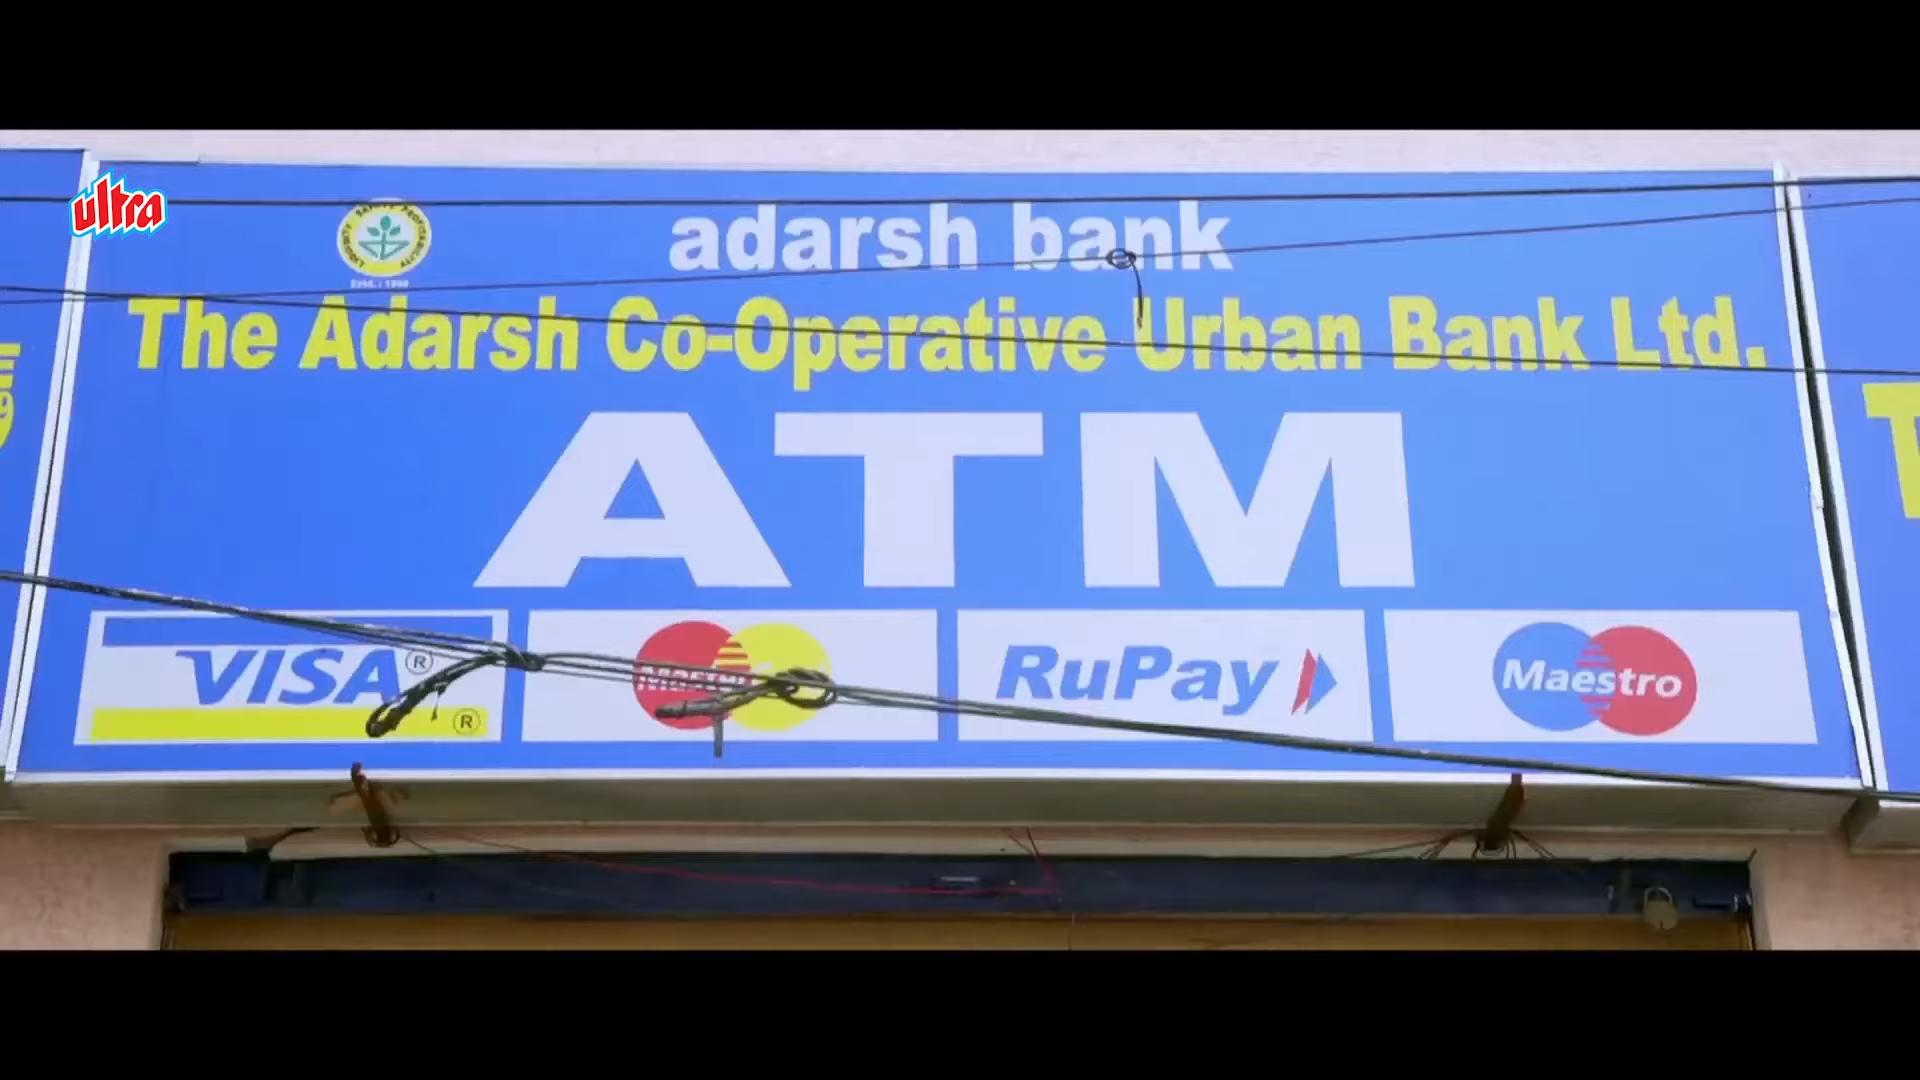 ultra
adarsh bank
The Adarsh Co-Operative Urban Bank Ltd.
ATM
VISA ® ®
RuPay
Maestro